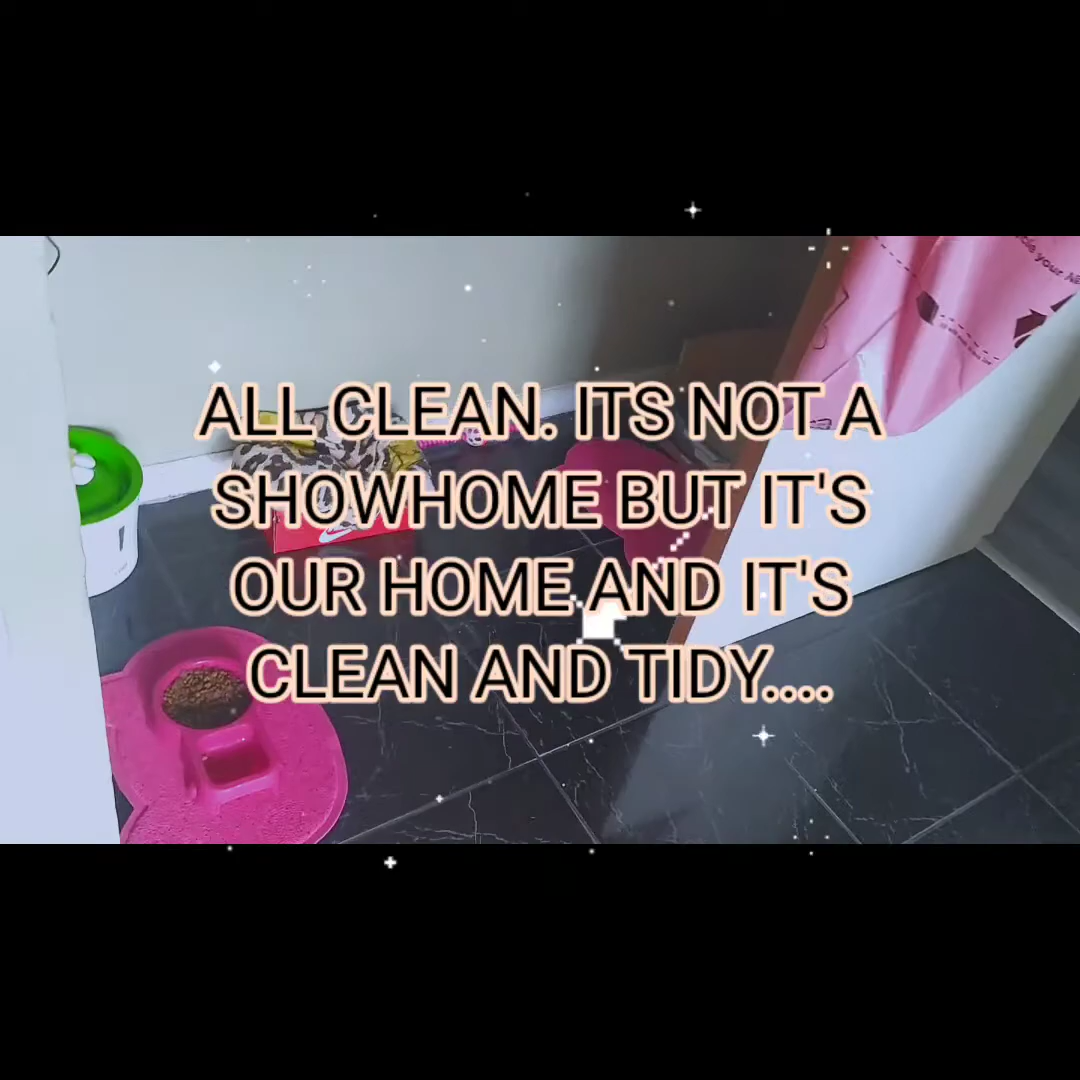 ALL CLEAN. ITS NOT A
SHOWHOME BUT IT'S
OUR HOME AND IT'S
CLEAN AND TIDY....